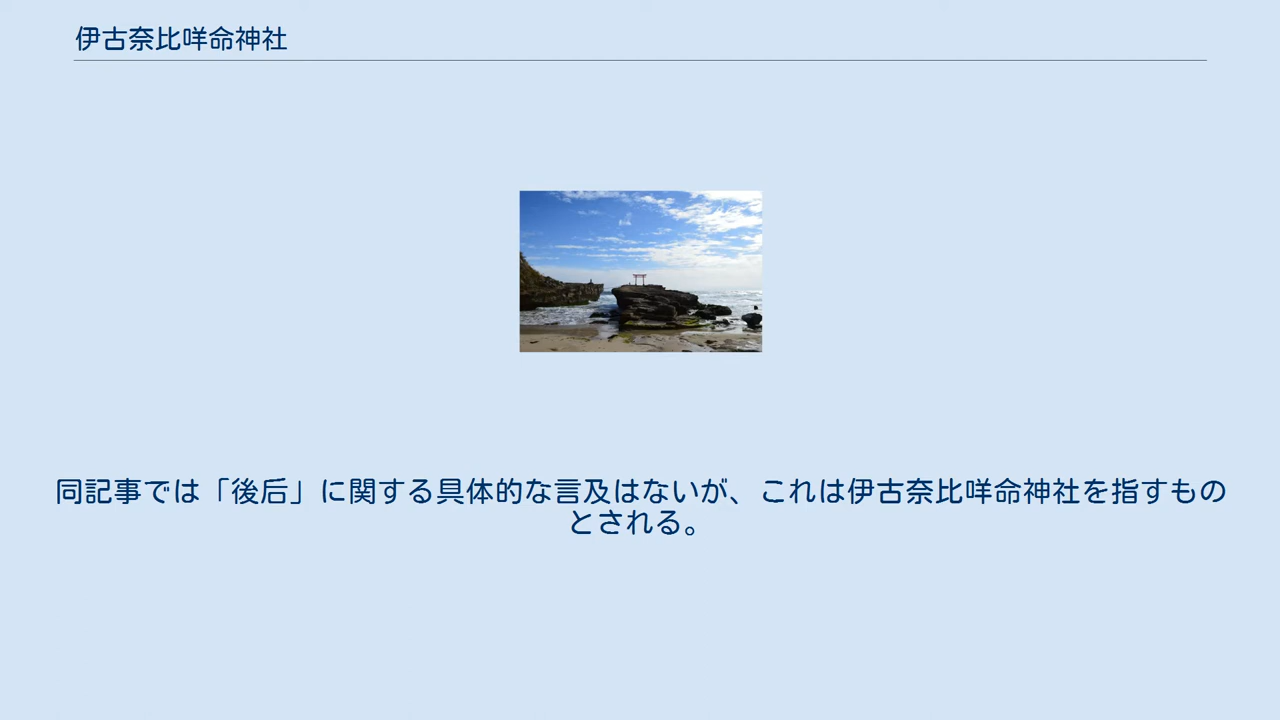 伊古奈比咩命神社
同記事では「後后」に関する具体的な言及はないが、これは伊古奈比咩命神社を指すもの
とされる。